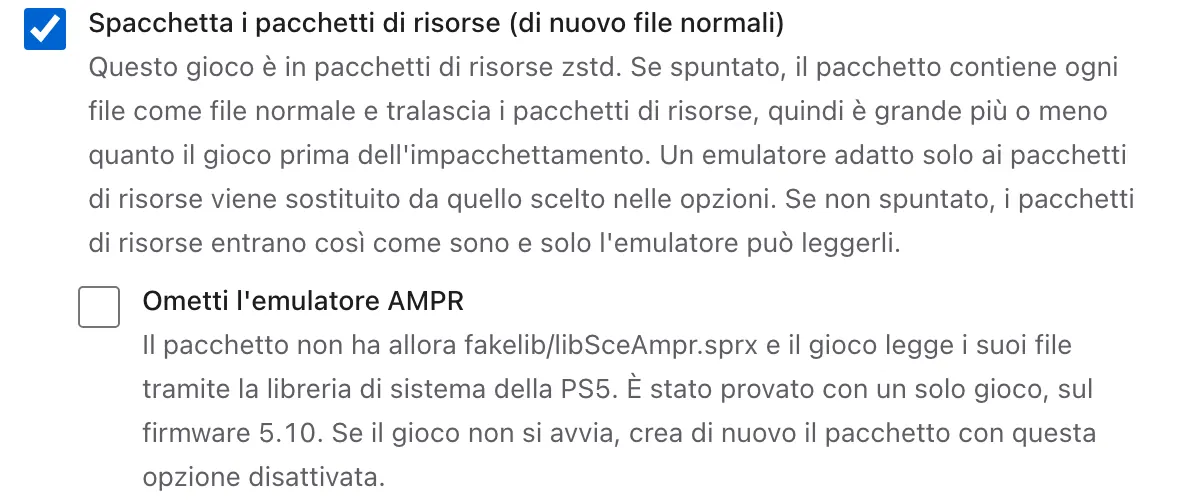 Spacchetta i pacchetti di risorse (di nuovo file normali)
Questo gioco è in pacchetti di risorse zstd. Se spuntato, il pacchetto contiene ogni
file come file normale e tralascia i pacchetti di risorse, quindi è grande più o meno
quanto il gioco prima dell'impacchettamento. Un emulatore adatto solo ai pacchetti
di risorse viene sostituito da quello scelto nelle opzioni. Se non spuntato, i pacchetti
di risorse entrano così come sono e solo l'emulatore può leggerli.
Ometti l'emulatore AMPR
Il pacchetto non ha allora fakelib/libSceAmpr.sprx e il gioco legge i suoi file
tramite la libreria di sistema della PS5. È stato provato con un solo gioco, sul
firmware 5.10. Se il gioco non si avvia, crea di nuovo il pacchetto con questa
opzione disattivata.